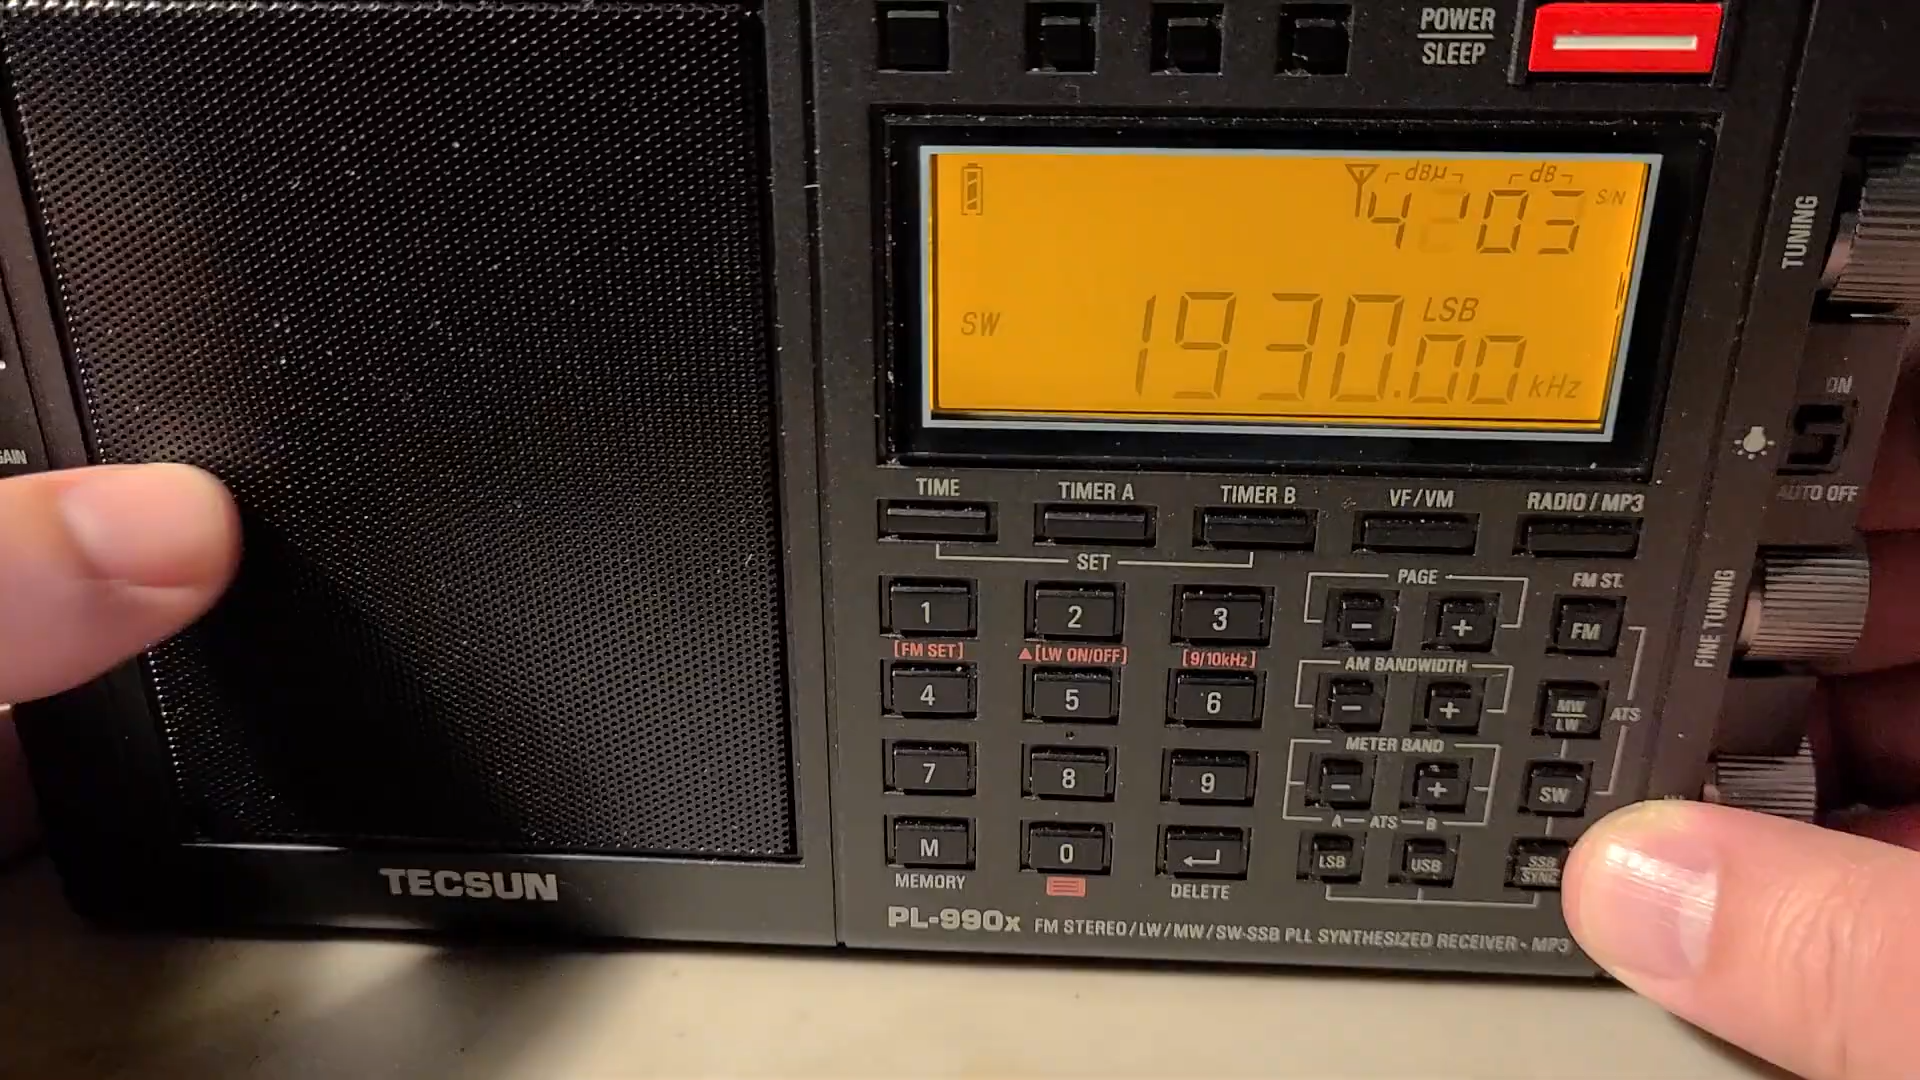 POWER
SLEEP
dBμ dB
4 03 S/N
SW 1930.00 LSB kHz
TUNING
ON
AUTO OFF
GAIN
TIME TIMER A TIMER B VF/VM RADIO / MP3
SET
PAGE
FM ST.
1 2 3 - + FM
[FM SET] [LW ON/OFF] [9/10kHz]
FINE TUNING
AM BANDWIDTH
4 5 6 - + MW
LW
ATS
METER BAND
7 8 9 - + SW
A ATS B
M 0 LSB USB SSB
SYNC
MEMORY DELETE
TECSUN
PL-990x FM STEREO/LW/MW/SW-SSB PLL SYNTHESIZED RECEIVER • MP3